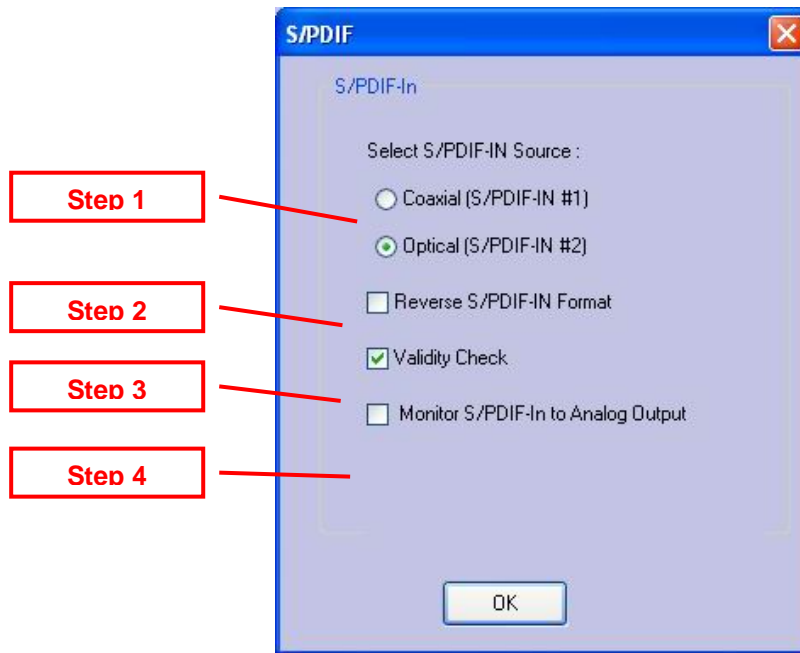 S/PDIF
S/PDIF-In
Select S/PDIF-IN Source :
Step 1
Coaxial (S/PDIF-IN #1)
Optical (S/PDIF-IN #2)
Step 2
Reverse S/PDIF-IN Format
Validity Check
Step 3
Monitor S/PDIF-In to Analog Output
Step 4
OK